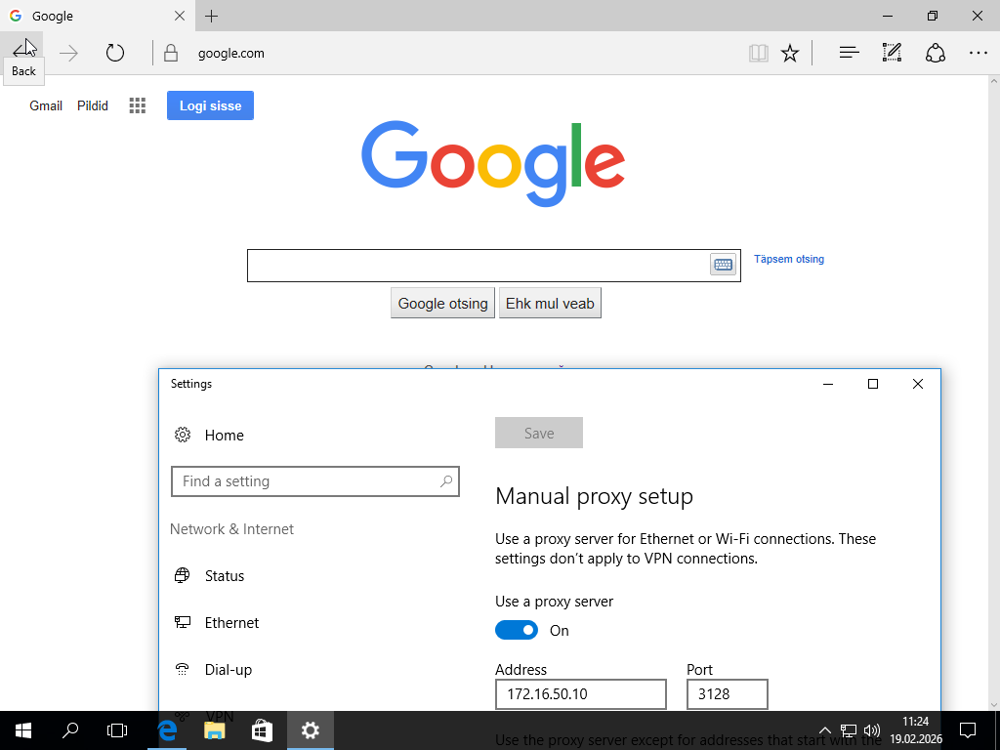 Google
google.com
Back
Gmail Pildid Logi sisse
Google
Täpsem otsing
Google otsing Ehk mul veab
Settings
Home
Find a setting
Network & Internet
Status
Ethernet
Dial-up
VPN
Save
Manual proxy setup
Use a proxy server for Ethernet or Wi-Fi connections. These
settings don't apply to VPN connections.
Use a proxy server
On
Address Port
172.16.50.10 3128
Use the proxy server except for addresses that start with the
11:24
19.02.2026